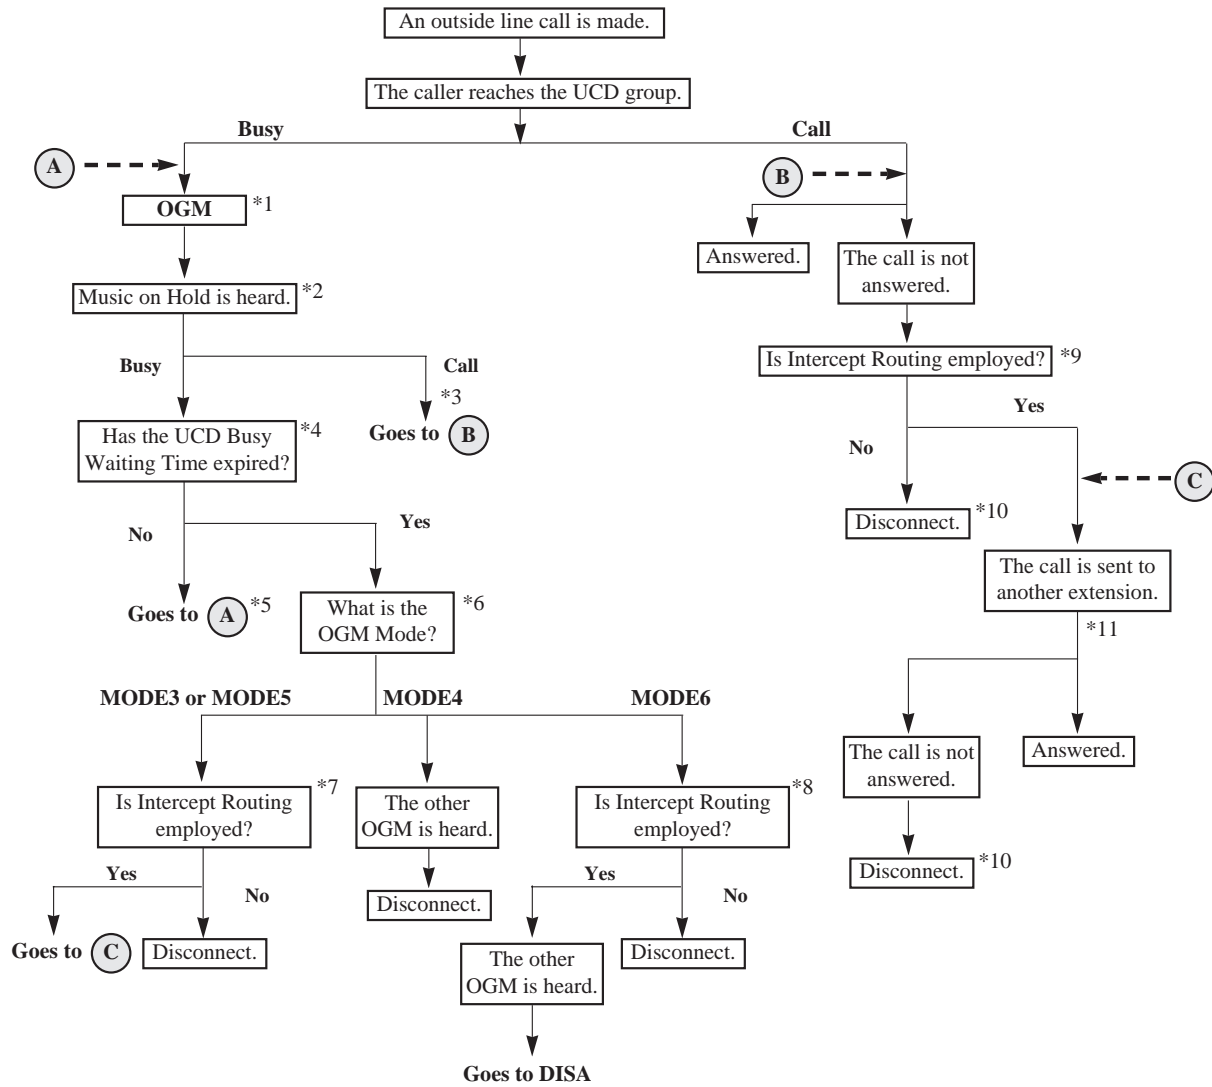 An outside line call is made.
The caller reaches the UCD group.
Busy
Call
A
B
OGM
*1
Answered.
The call is not
answered.
Music on Hold is heard.
*2
Is Intercept Routing employed?
*9
Busy
Call
*3
Goes to B
Yes
No
Has the UCD Busy
Waiting Time expired?
*4
C
Disconnect.
*10
No
Yes
The call is sent to
another extension.
*11
Goes to A
*5
What is the
OGM Mode?
*6
MODE3 or MODE5
MODE4
MODE6
The call is not
answered.
Answered.
Is Intercept Routing
employed?
*7
The other
OGM is heard.
Is Intercept Routing
employed?
*8
Disconnect.
*10
Yes
No
Disconnect.
Yes
No
Goes to C
Disconnect.
The other
OGM is heard.
Disconnect.
Goes to DISA